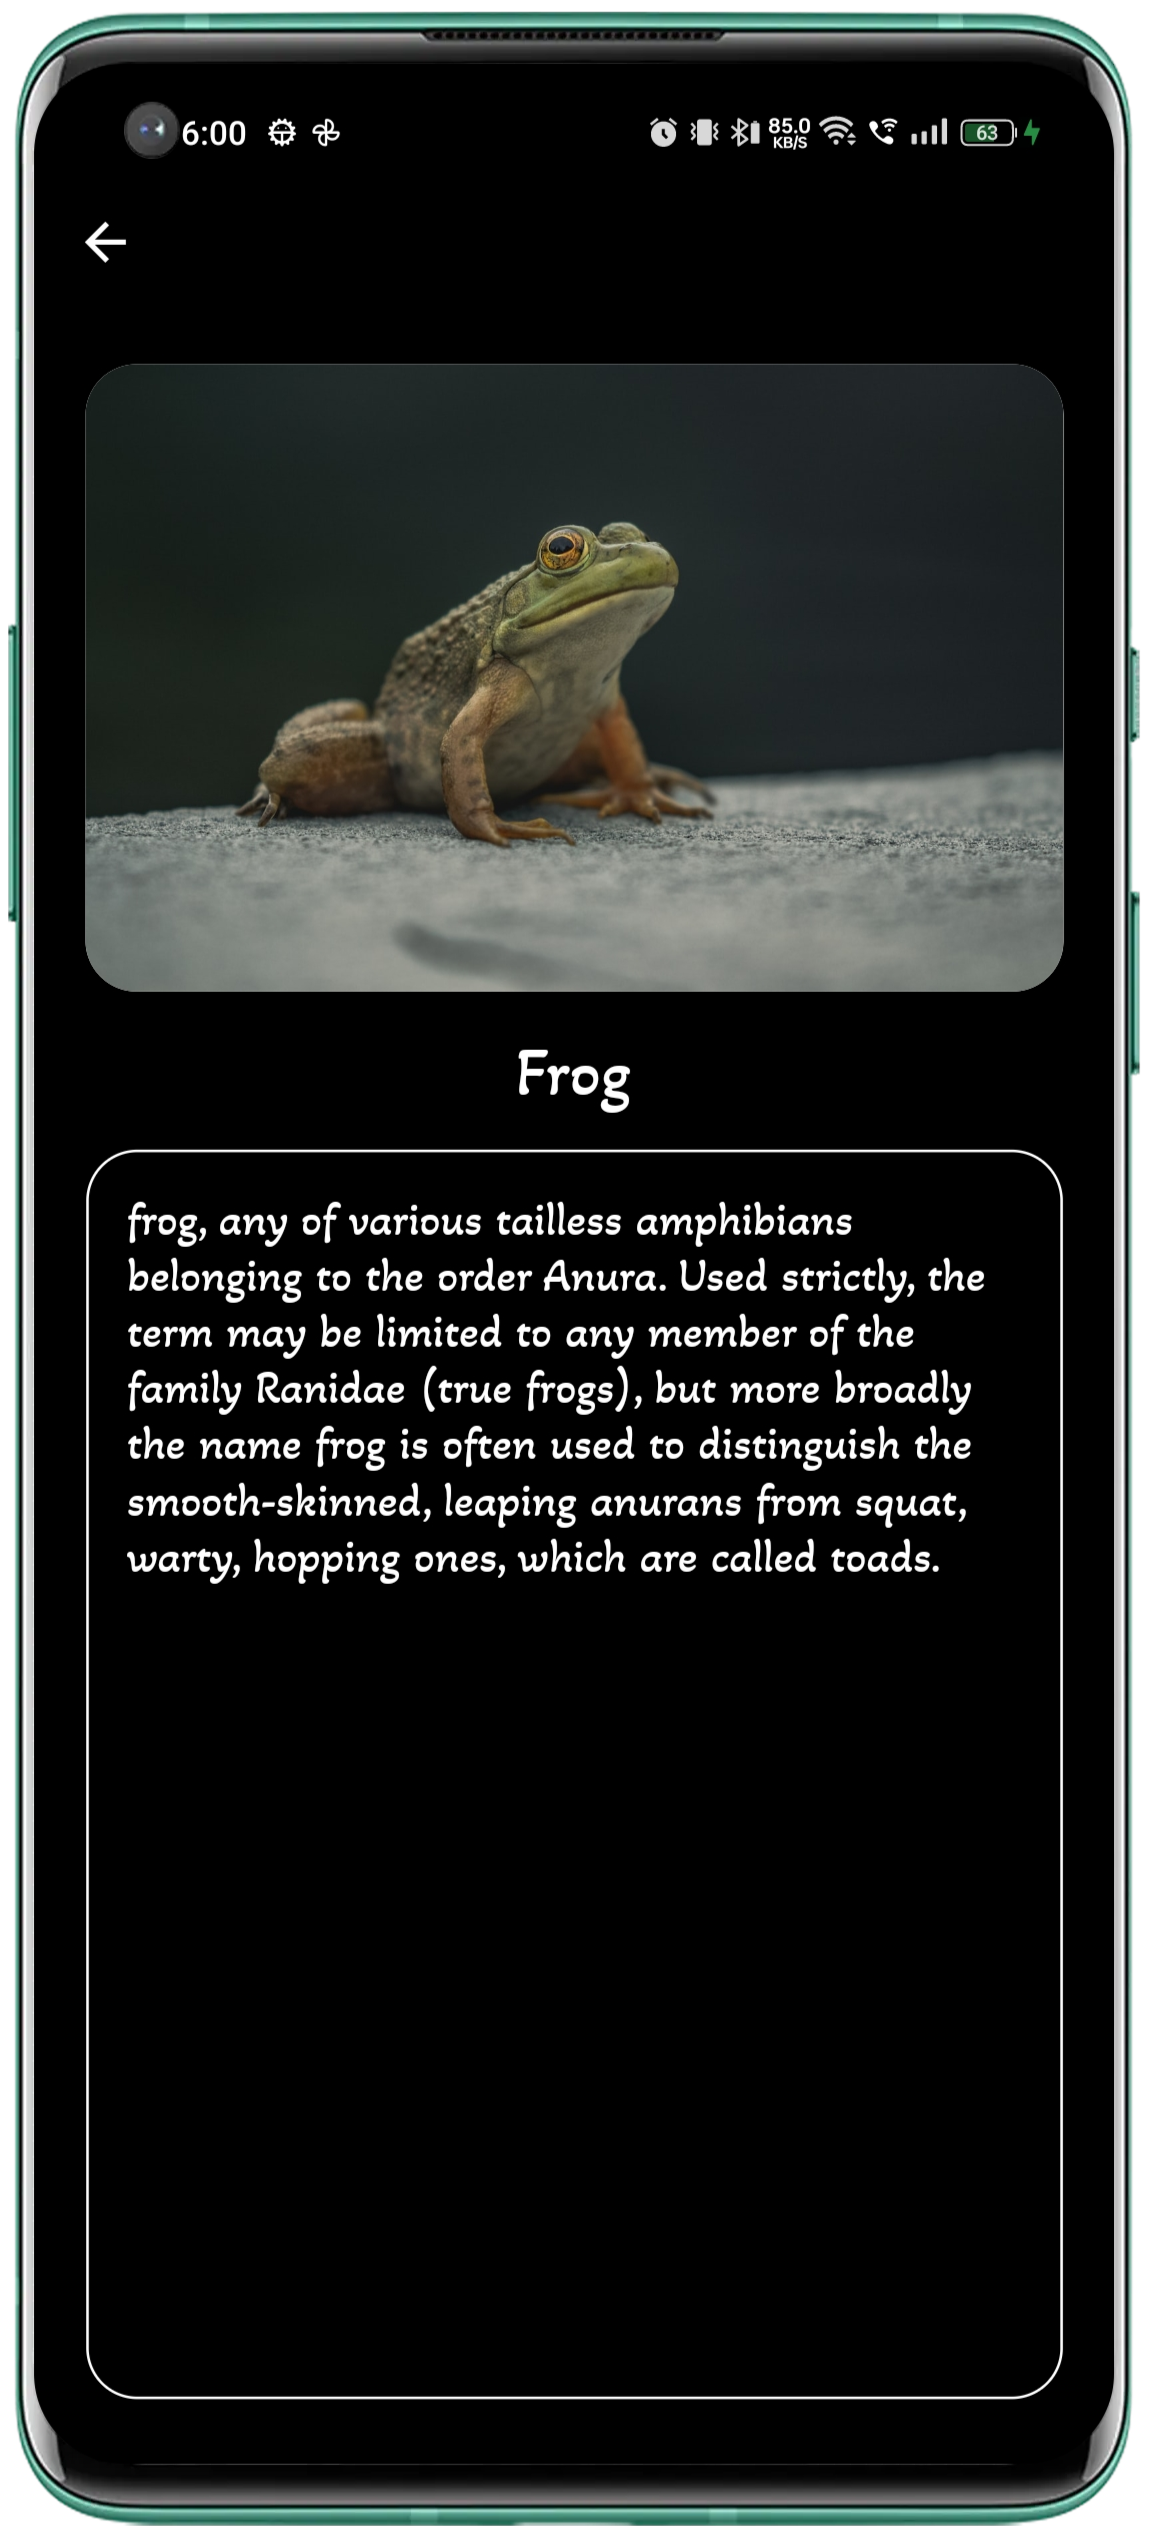 6:00 85.0 KB/S 63
Frog
frog, any of various tailless amphibians
belonging to the order Anura. Used strictly, the
term may be limited to any member of the
family Ranidae (true frogs), but more broadly
the name frog is often used to distinguish the
smooth-skinned, leaping anurans from squat,
warty, hopping ones, which are called toads.